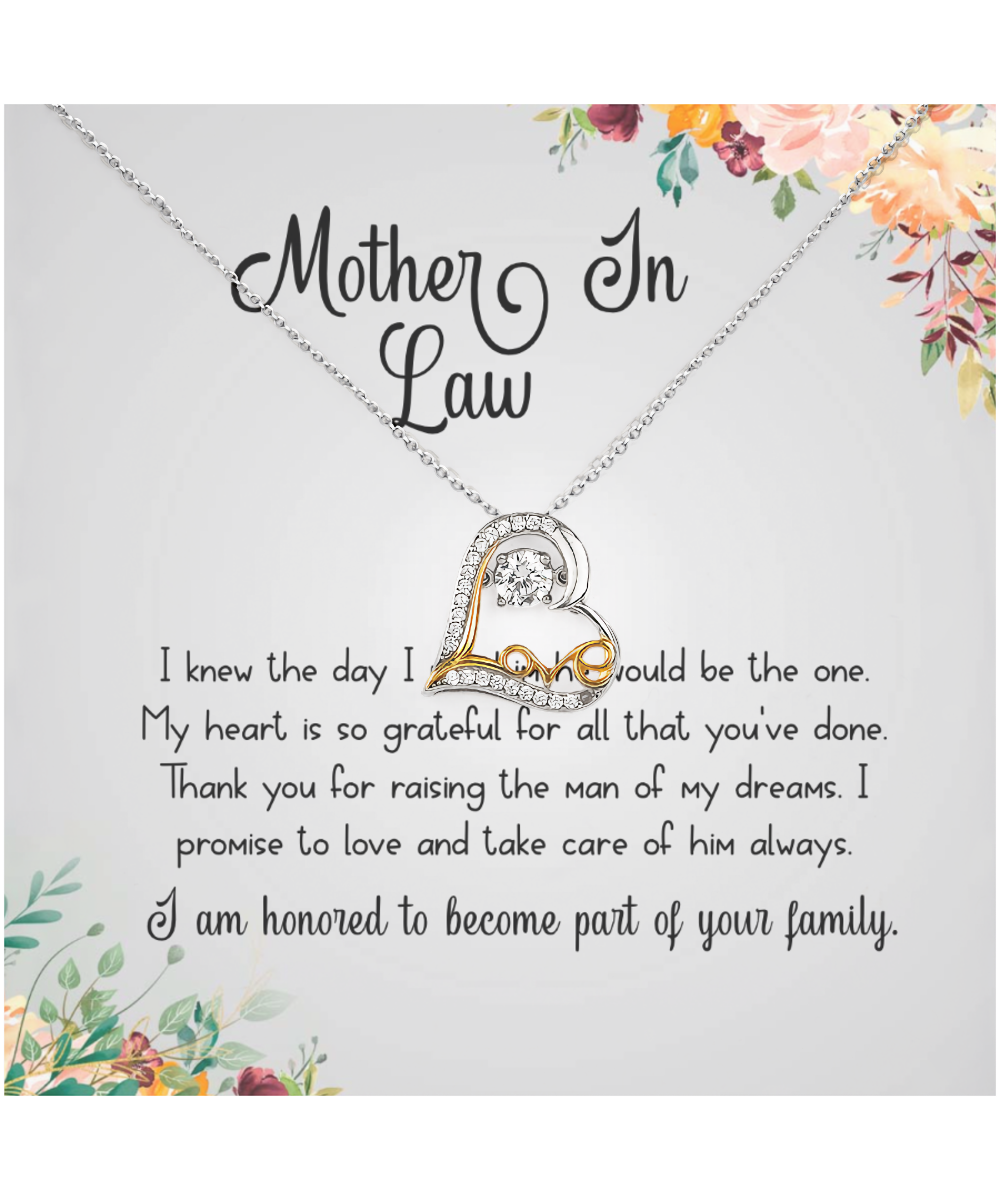 Mother In
Law
Love
I knew the day I would be the one.
My heart is so grateful for all that you've done.
Thank you for raising the man of my dreams. I
promise to love and take care of him always.
I am honored to become part of your family.